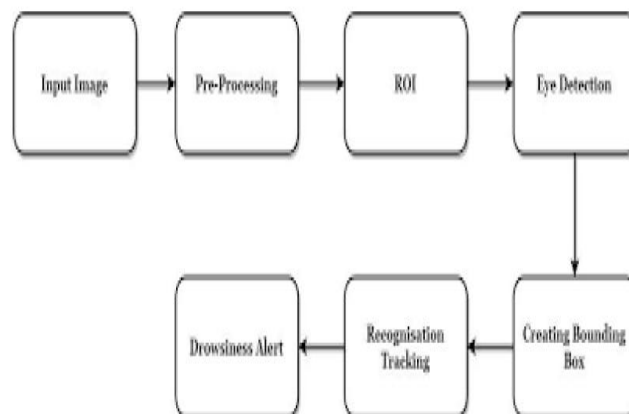 Input Image
Pre-Processing
ROI
Eye Detection
Creating Bounding
Box
Recognisation
Tracking
Drowsiness Alert